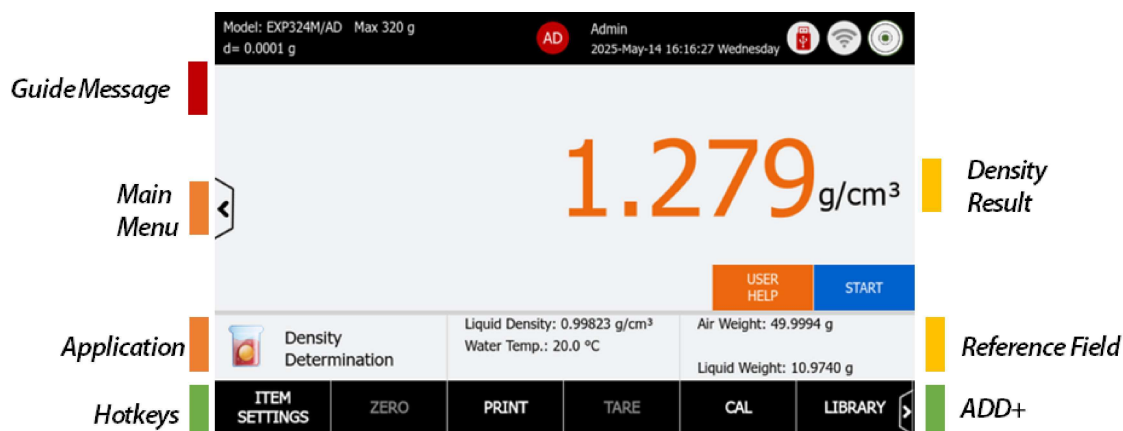 Model: EXP324M/AD Max 320 g
d= 0.0001 g
AD
Admin
2025-May-14 16:16:27 Wednesday
Guide Message
Main
Menu
1.279 g/cm³
Density
Result
USER
HELP
START
Application
Density
Determination
Liquid Density: 0.99823 g/cm³
Water Temp.: 20.0 °C
Air Weight: 49.9994 g
Liquid Weight: 10.9740 g
Reference Field
Hotkeys
ITEM
SETTINGS
ZERO
PRINT
TARE
CAL
LIBRARY
ADD+